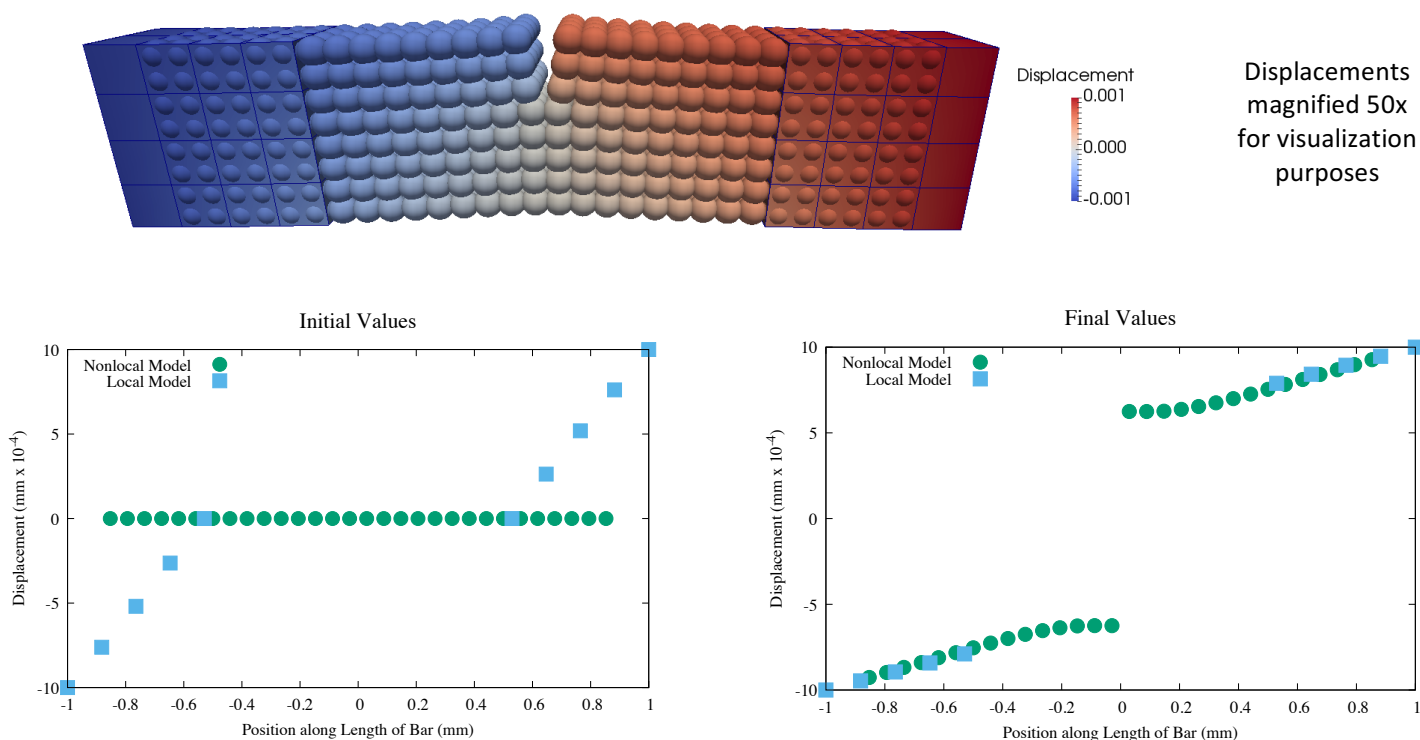 Displacement
0.001
0.000
-0.001
Displacements
magnified 50x
for visualization
purposes
Initial Values
Nonlocal Model
Local Model
10
5
0
-5
-10
Displacement (mm x 10^-4)
-1 -0.8 -0.6 -0.4 -0.2 0 0.2 0.4 0.6 0.8 1
Position along Length of Bar (mm)
Final Values
Nonlocal Model
Local Model
10
5
0
-5
-10
Displacement (mm x 10^-4)
-1 -0.8 -0.6 -0.4 -0.2 0 0.2 0.4 0.6 0.8 1
Position along Length of Bar (mm)